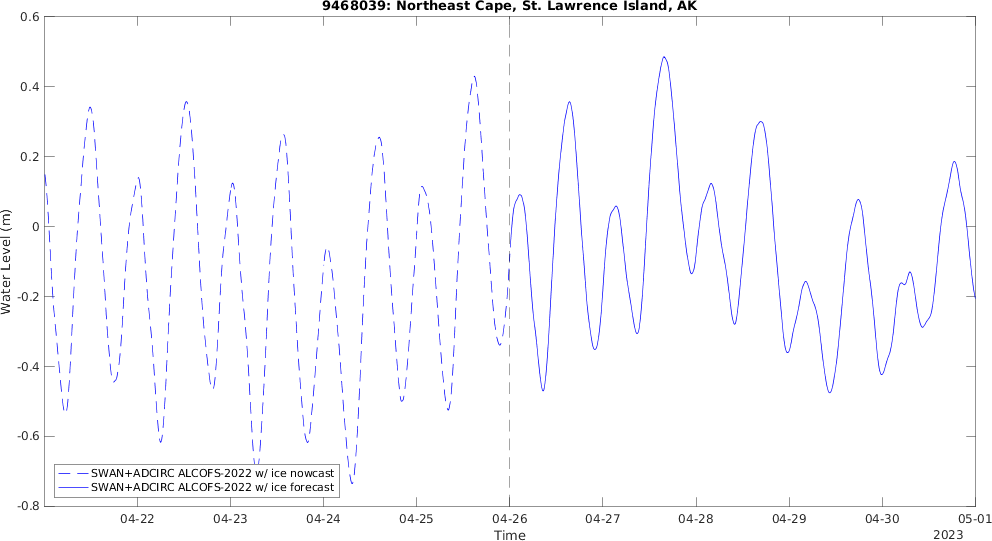 9468039: Northeast Cape, St. Lawrence Island, AK
0.6
0.4
0.2
0
-0.2
-0.4
-0.6
-0.8
Water Level (m)
SWAN+ADCIRC ALCOFS-2022 w/ ice nowcast
SWAN+ADCIRC ALCOFS-2022 w/ ice forecast
04-22 04-23 04-24 04-25 04-26 04-27 04-28 04-29 04-30 05-01
Time
2023